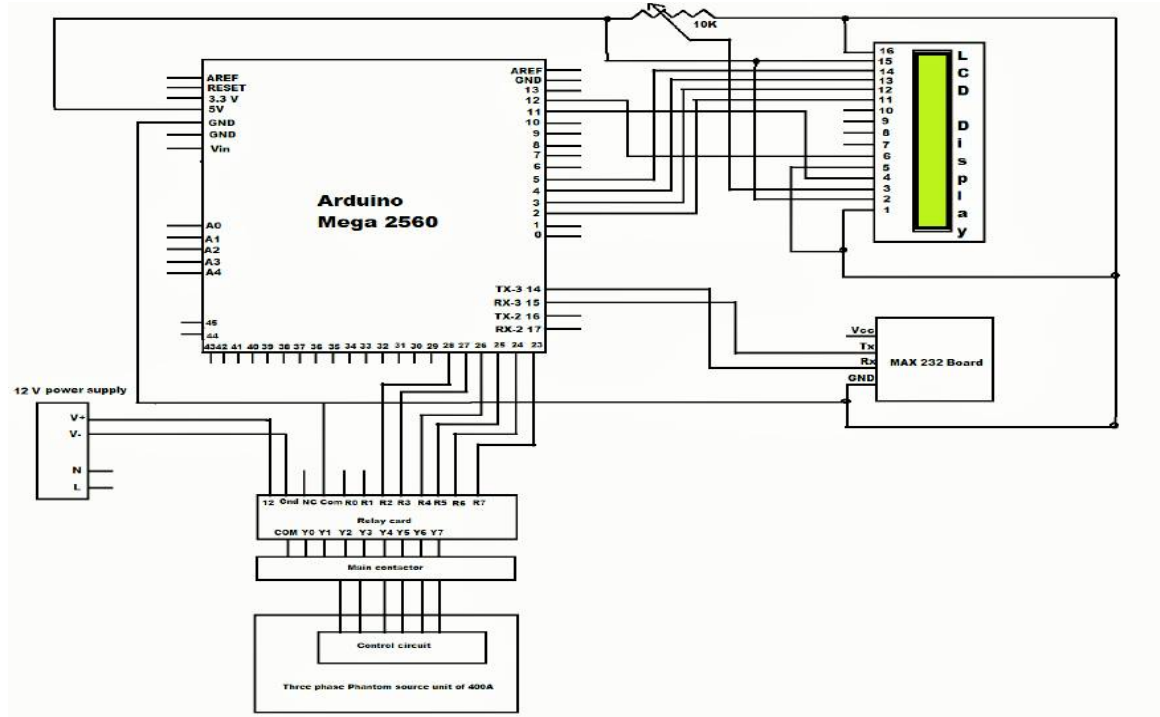 10K
AREF
RESET
3.3 V
5V
GND
GND
Vin
A0
A1
A2
A3
A4
45
44
Arduino
Mega 2560
AREF
GND
13
12
11
10
9
8
7
6
5
4
3
2
1
0
TX-3 14
RX-3 15
TX-2 16
RX-2 17
43 42 41 40 39 38 37 36 35 34 33 32 31 30 29 28 27 26 25 24 23
16
15
14
13
12
11
10
9
8
7
6
5
4
3
2
1
LCD Display
Vcc
Tx
Rx
GND
MAX 232 Board
12 V power supply
V+
V-
N
L
12 Gnd NC Com R0 R1 R2 R3 R4 R5 R6 R7
Relay card
COM Y0 Y1 Y2 Y3 Y4 Y5 Y6 Y7
Main contactor
Control circuit
Three phase Phantom source unit of 400A